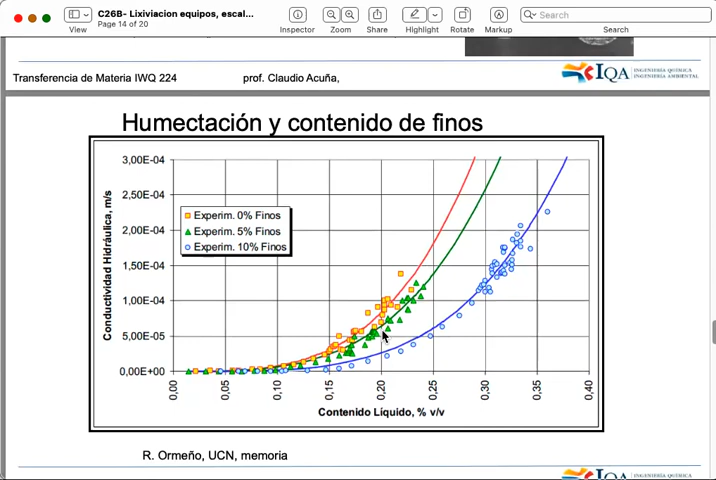 C26B- Lixiviacion equipos, escal...
Page 14 of 20
View
Inspector
Zoom
Share
Highlight
Rotate
Markup
Search
Search
Transferencia de Materia IWQ 224
prof. Claudio Acuña,
IQA
INGENIERÍA QUÍMICA
INGENIERÍA AMBIENTAL
Humectación y contenido de finos
Conductividad Hidráulica, m/s
3,00E-04
2,50E-04
2,00E-04
1,50E-04
1,00E-04
5,00E-05
0,00E+00
Experim. 0% Finos
Experim. 5% Finos
Experim. 10% Finos
0,00
0,05
0,10
0,15
0,20
0,25
0,30
0,35
0,40
Contenido Líquido, % v/v
R. Ormeño, UCN, memoria
IQA
INGENIERÍA QUÍMICA